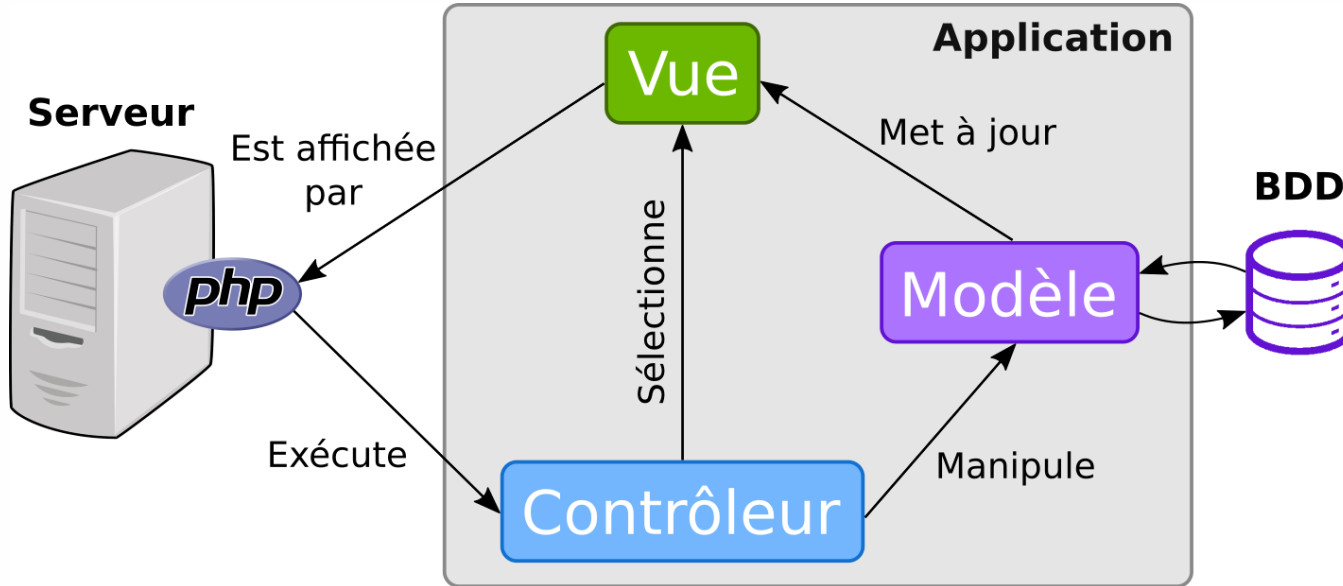 Application
Vue
Serveur
Est affichée
par
Met à jour
BDD
php
Sélectionne
Modèle
Exécute
Manipule
Contrôleur